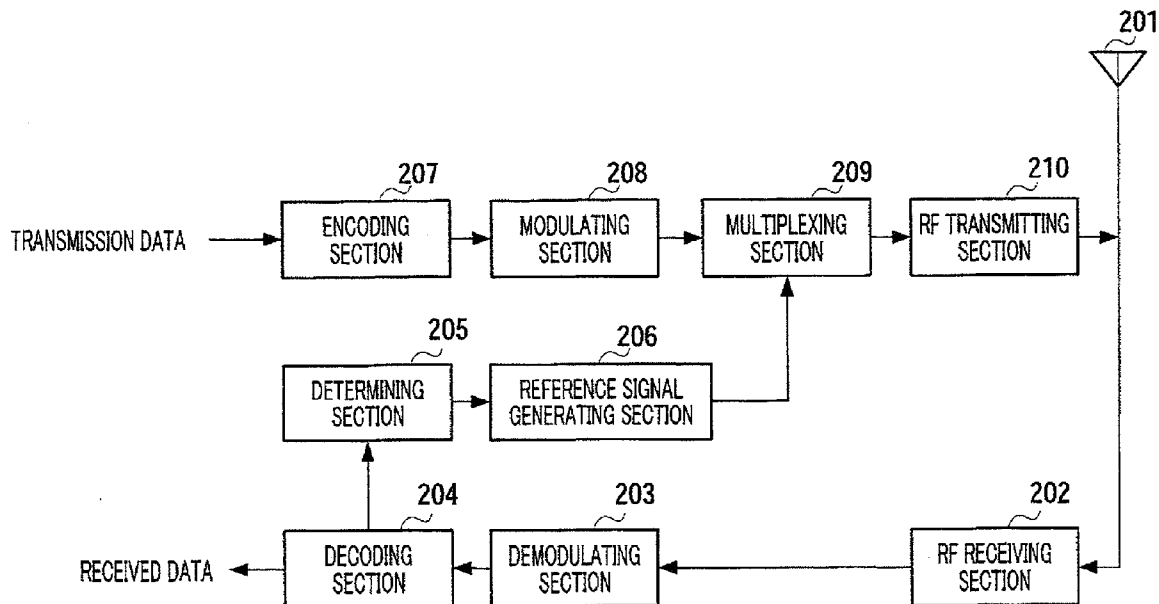 201
207
208
209
210
TRANSMISSION DATA
ENCODING
SECTION
MODULATING
SECTION
MULTIPLEXING
SECTION
RF TRANSMITTING
SECTION
205
206
DETERMINING
SECTION
REFERENCE SIGNAL
GENERATING SECTION
204
203
202
RECEIVED DATA
DECODING
SECTION
DEMODULATING
SECTION
RF RECEIVING
SECTION